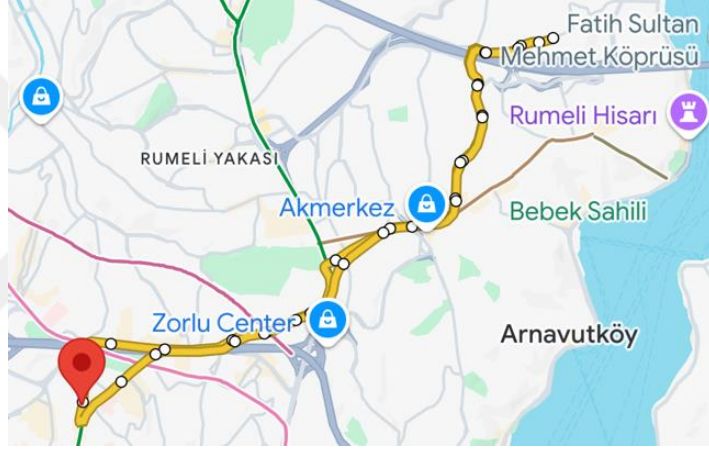 Fatih Sultan
Mehmet Köprüsü
Rumeli Hisarı
RUMELİ YAKASI
Akmerkez
Bebek Sahili
Zorlu Center
Arnavutköy